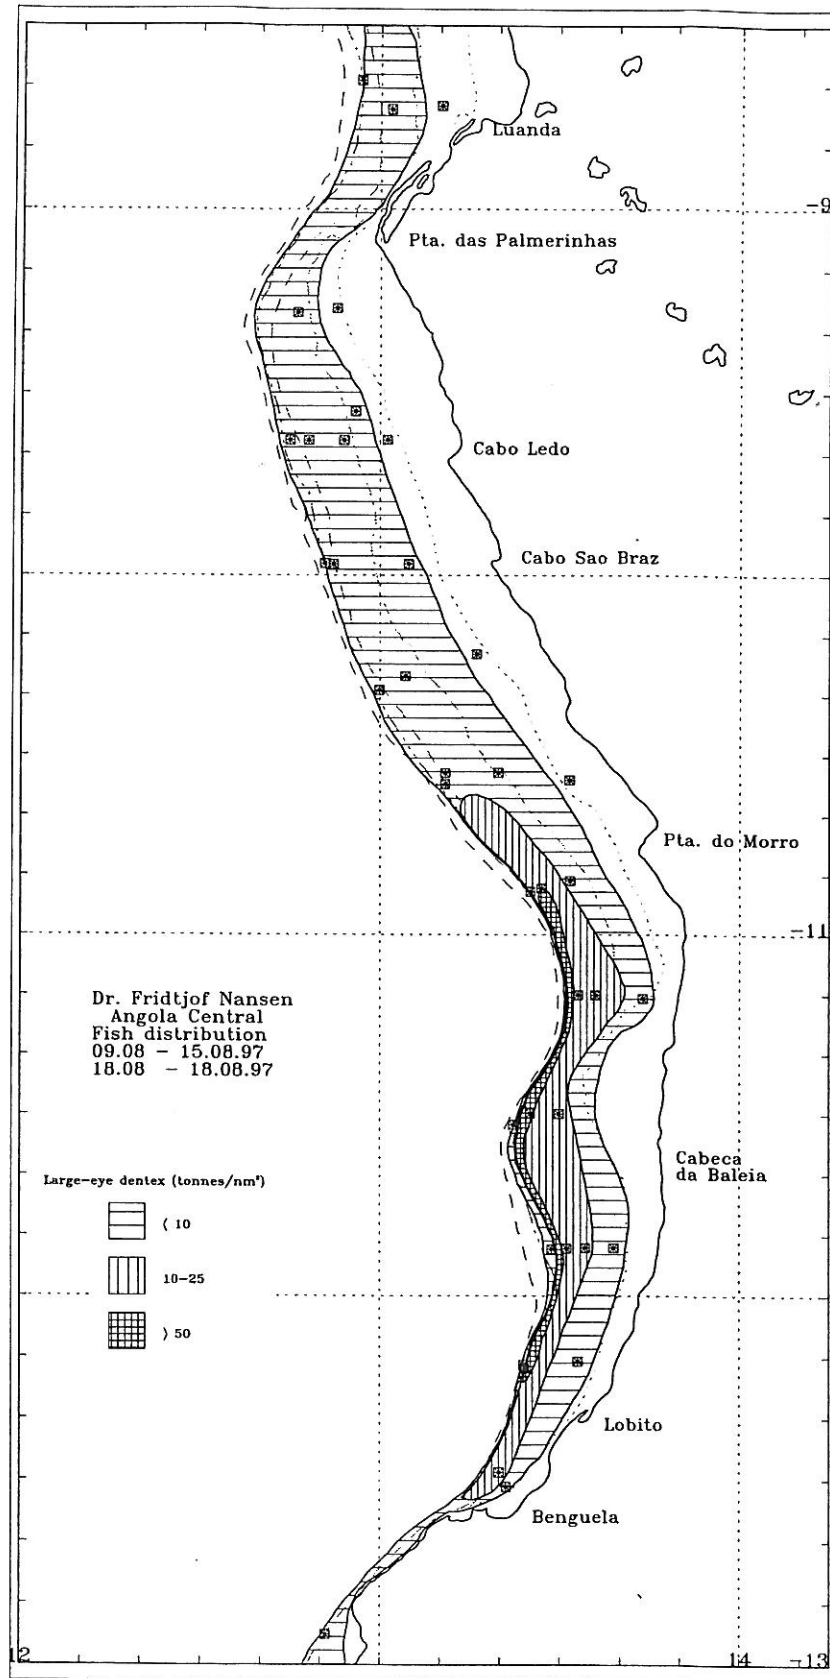 Luanda
-9
Pta. das Palmerinhas
Cabo Ledo
Cabo Sao Braz
Pta. do Morro
-11
Dr. Fridtjof Nansen
Angola Central
Fish distribution
09.08 - 15.08.97
18.08 - 18.08.97
Cabeca
da Baleia
Large-eye dentex (tonnes/nm²)
⟨ 10
10-25
⟩ 50
Lobito
Benguela
12
14
-13